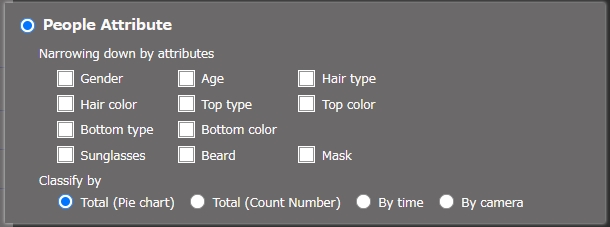 People Attribute
Narrowing down by attributes
Gender Age Hair type
Hair color Top type Top color
Bottom type Bottom color
Sunglasses Beard Mask
Classify by
Total (Pie chart) Total (Count Number) By time By camera